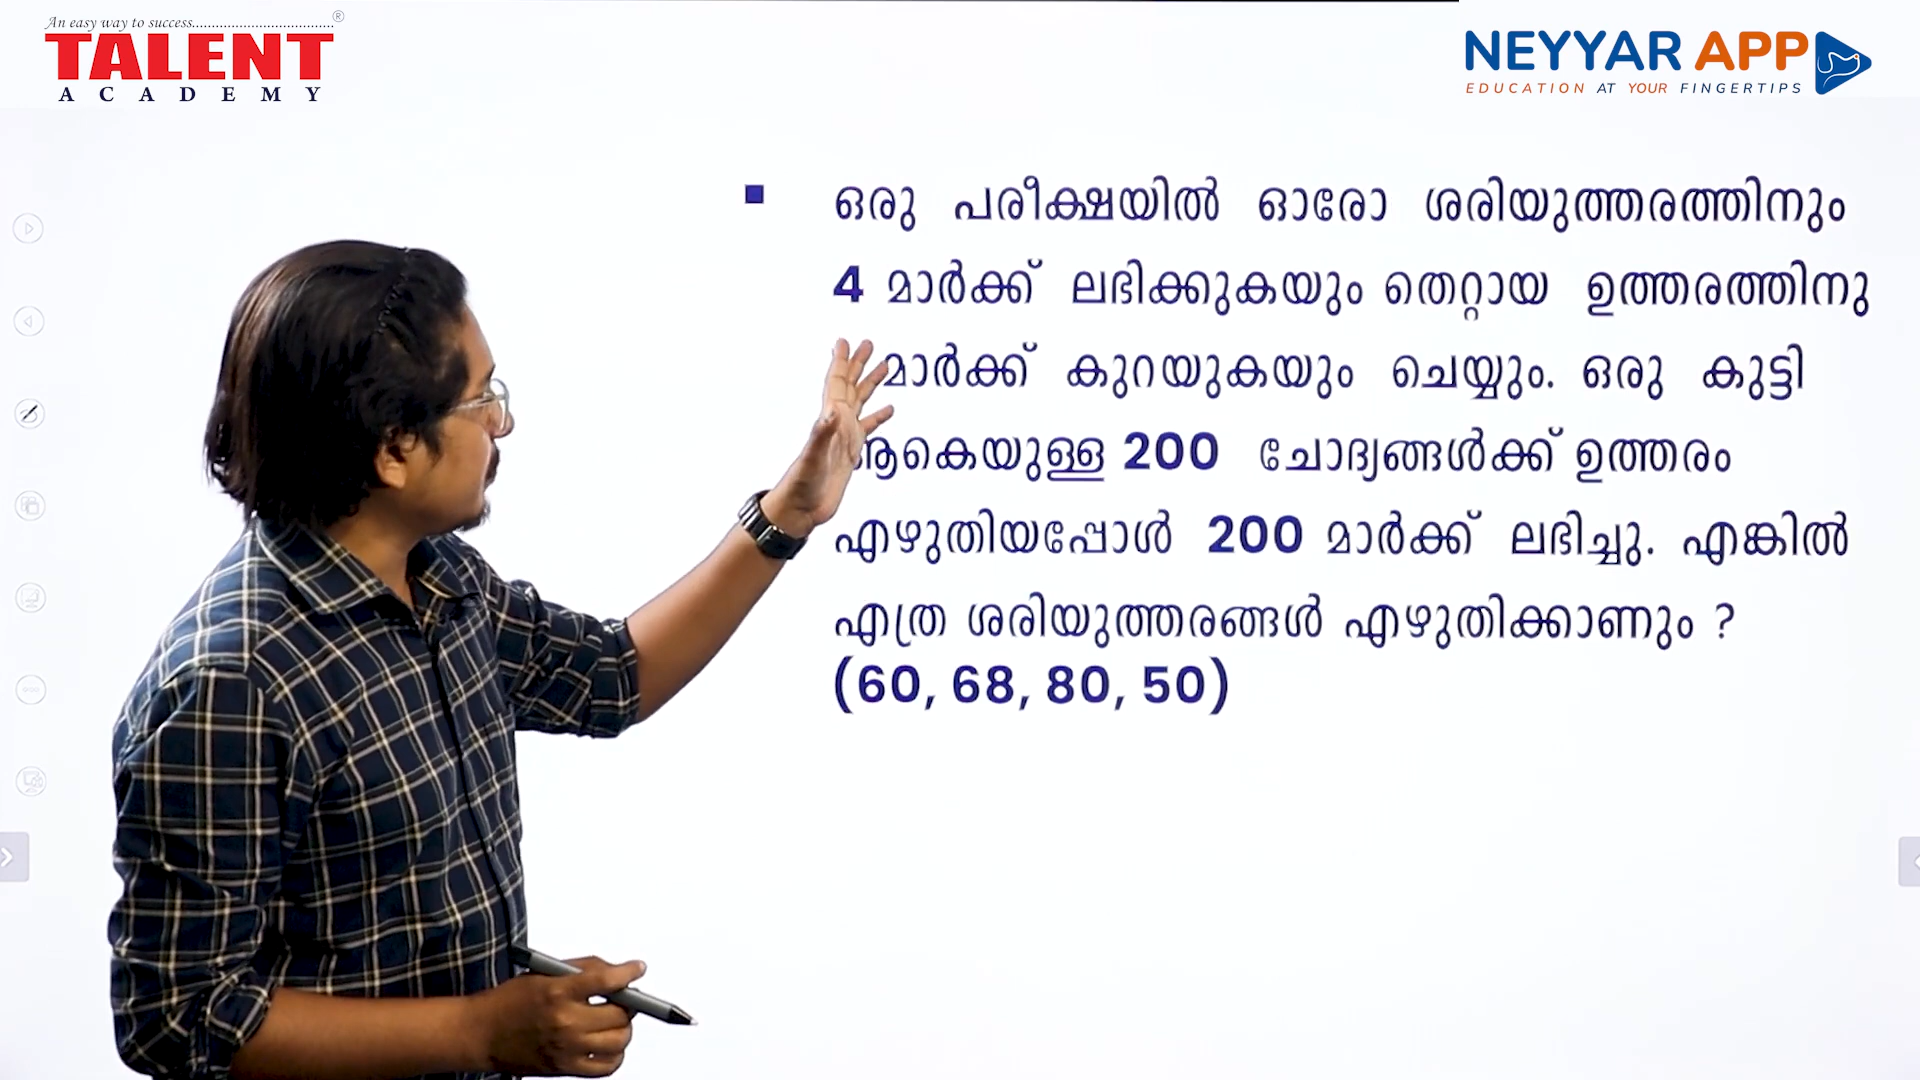 An easy way to success
TALENT
ACADEMY
NEYYAR APP
EDUCATION AT YOUR FINGERTIPS
ഒരു പരീക്ഷയിൽ ഓരോ ശരിയുത്തരത്തിനും
4 മാർക്ക് ലഭിക്കുകയും തെറ്റായ ഉത്തരത്തിനു
മാർക്ക് കുറയുകയും ചെയ്യും. ഒരു കുട്ടി
ആകെയുള്ള 200 ചോദ്യങ്ങൾക്ക് ഉത്തരം
എഴുതിയപ്പോൾ 200 മാർക്ക് ലഭിച്ചു. എങ്കിൽ
എത്ര ശരിയുത്തരങ്ങൾ എഴുതിക്കാണും ?
(60, 68, 80, 50)